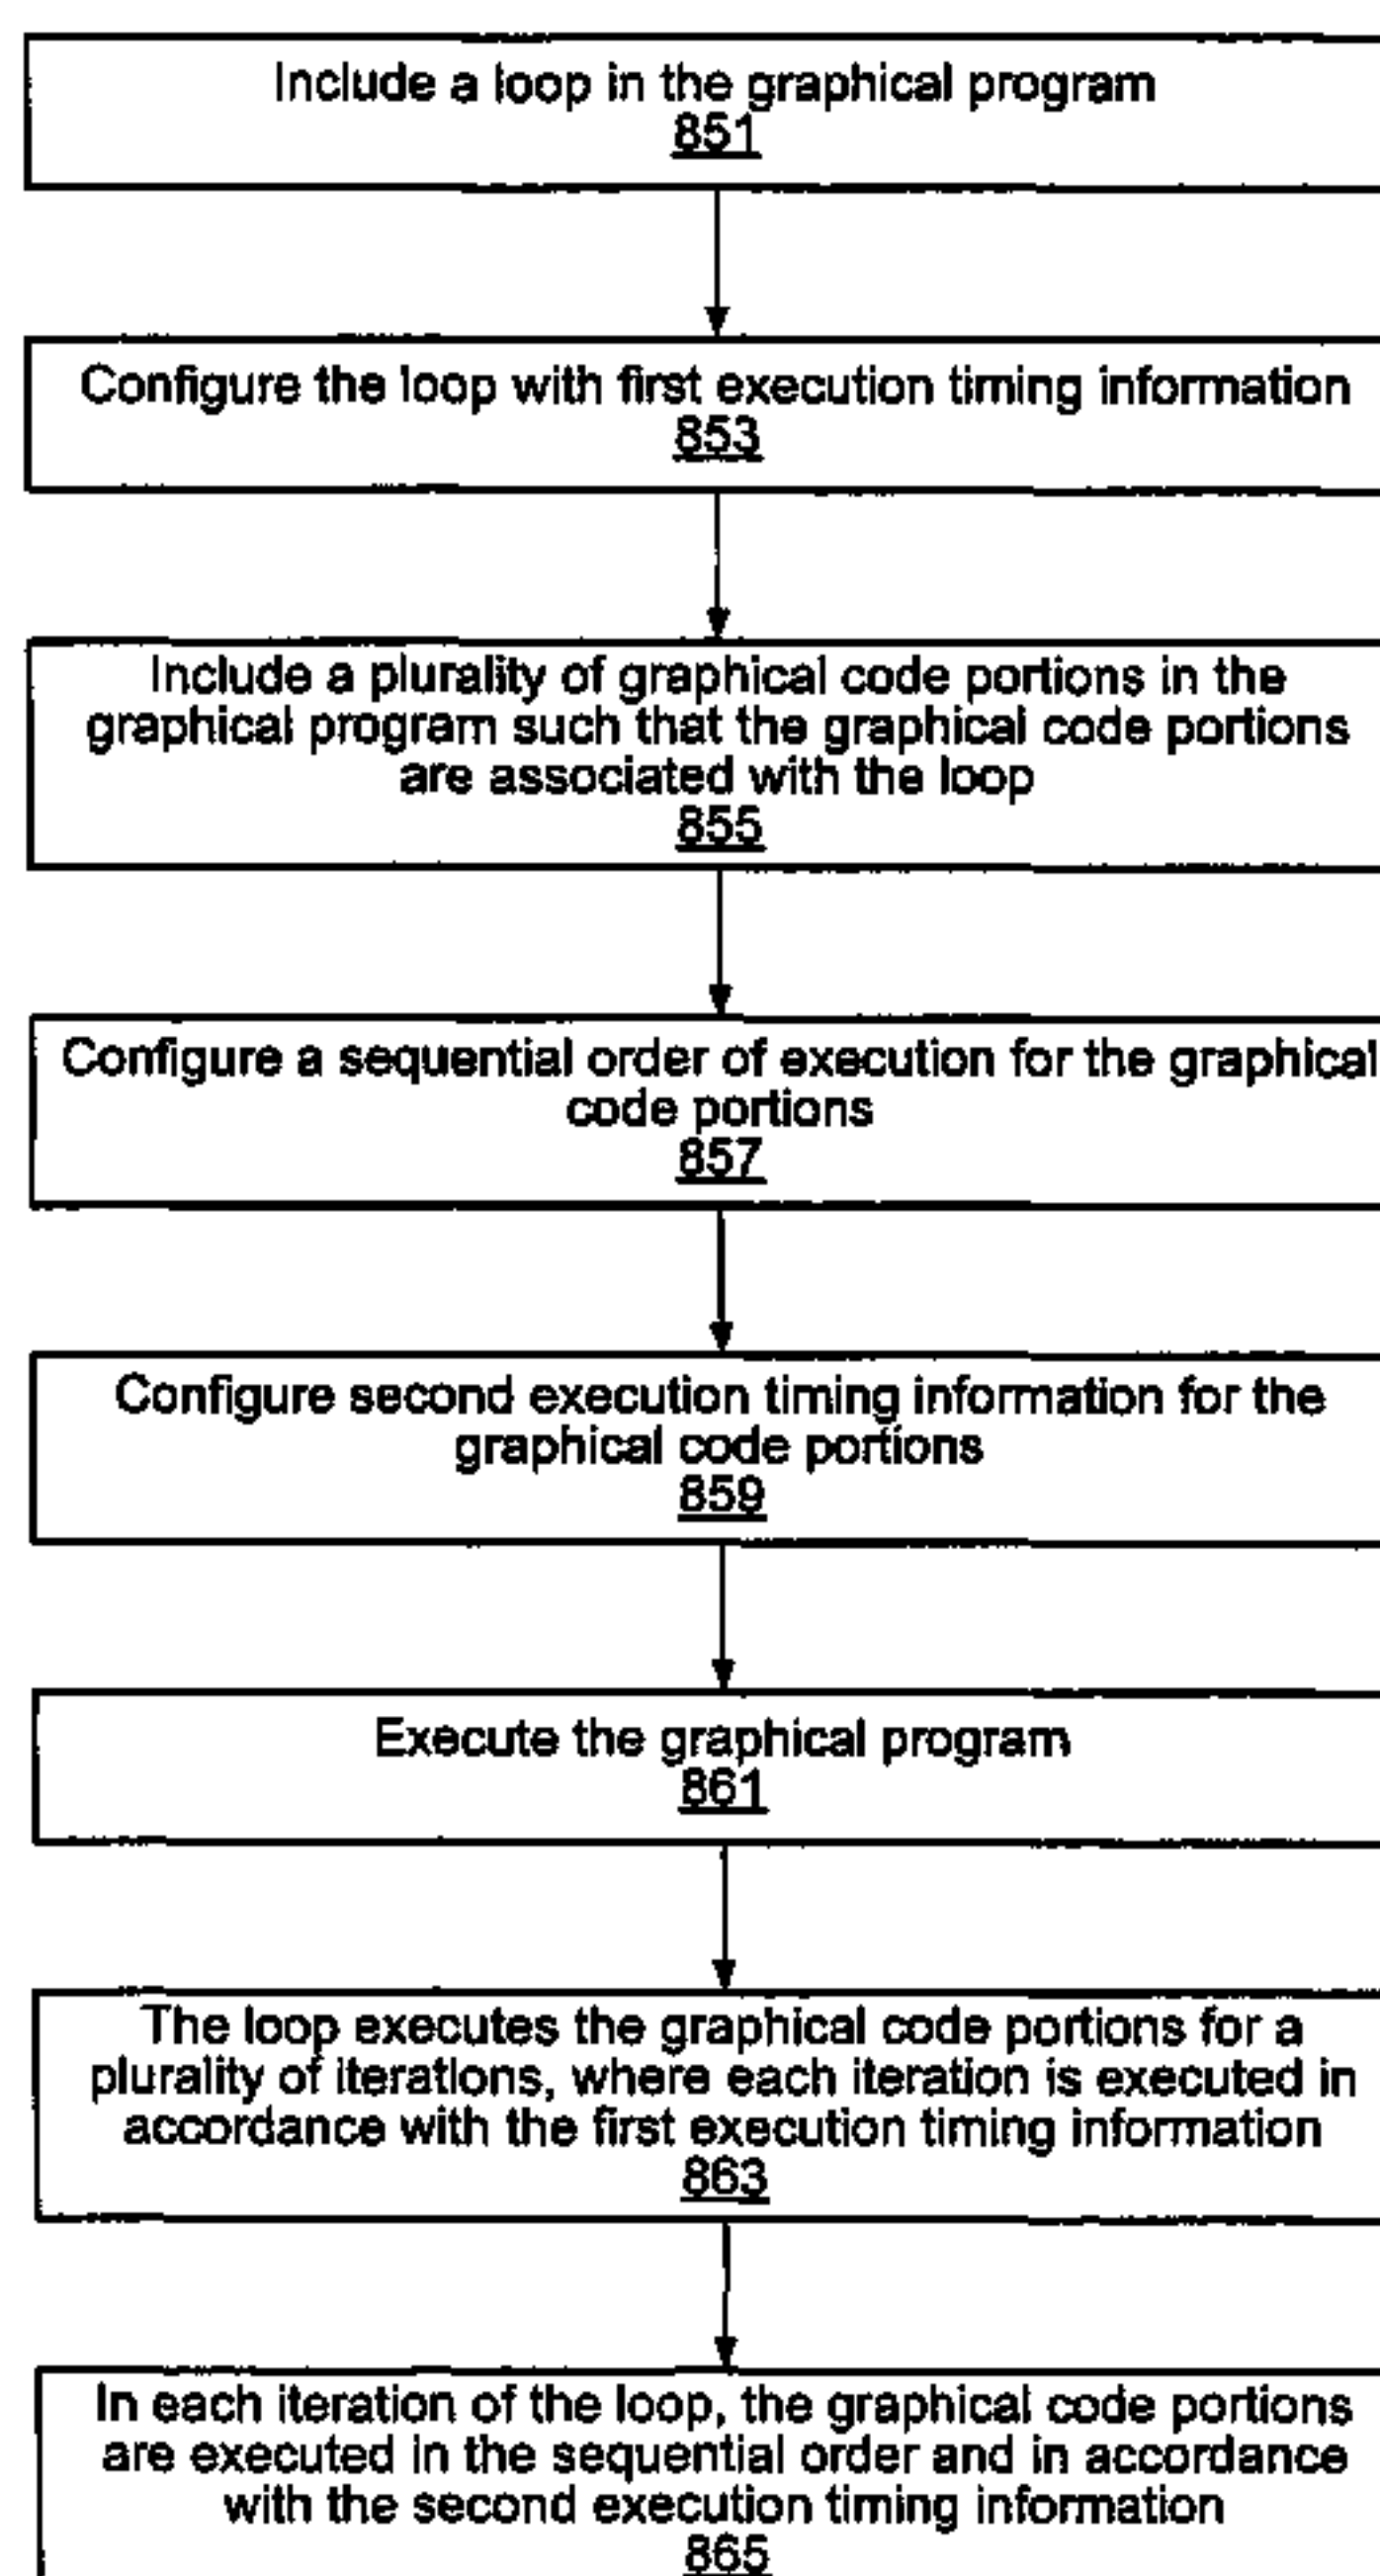 Include a loop in the graphical program
851
Configure the loop with first execution timing information
853
Include a plurality of graphical code portions in the
graphical program such that the graphical code portions
are associated with the loop
855
Configure a sequential order of execution for the graphical
code portions
857
Configure second execution timing information for the
graphical code portions
859
Execute the graphical program
861
The loop executes the graphical code portions for a
plurality of iterations, where each iteration is executed in
accordance with the first execution timing information
863
In each iteration of the loop, the graphical code portions
are executed in the sequential order and in accordance
with the second execution timing information
865